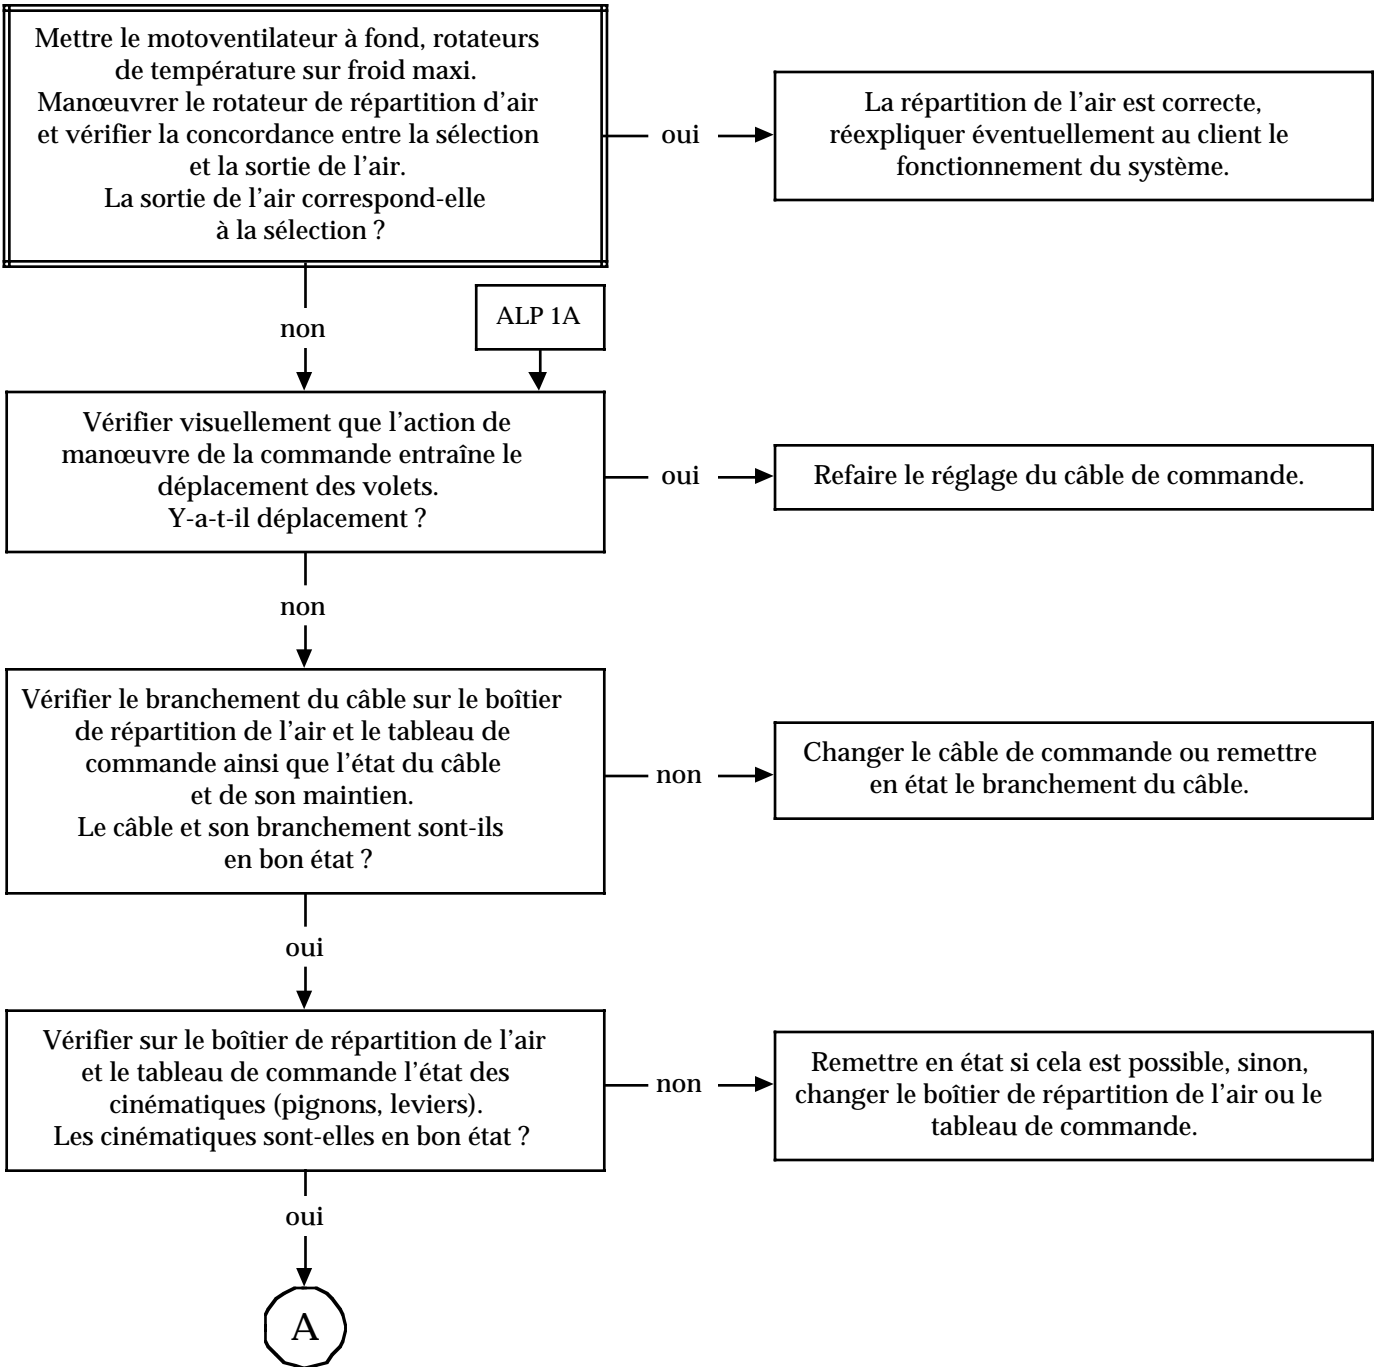 Mettre le motoventilateur à fond, rotateurs
de température sur froid maxi.
Manœuvrer le rotateur de répartition d’air
et vérifier la concordance entre la sélection
et la sortie de l’air.
La sortie de l’air correspond-elle
à la sélection ?
oui
La répartition de l’air est correcte,
réexpliquer éventuellement au client le
fonctionnement du système.
non
ALP 1A
Vérifier visuellement que l’action de
manœuvre de la commande entraîne le
déplacement des volets.
Y-a-t-il déplacement ?
oui
Refaire le réglage du câble de commande.
non
Vérifier le branchement du câble sur le boîtier
de répartition de l’air et le tableau de
commande ainsi que l’état du câble
et de son maintien.
Le câble et son branchement sont-ils
en bon état ?
non
Changer le câble de commande ou remettre
en état le branchement du câble.
oui
Vérifier sur le boîtier de répartition de l’air
et le tableau de commande l’état des
cinématiques (pignons, leviers).
Les cinématiques sont-elles en bon état ?
non
Remettre en état si cela est possible, sinon,
changer le boîtier de répartition de l’air ou le
tableau de commande.
oui
A